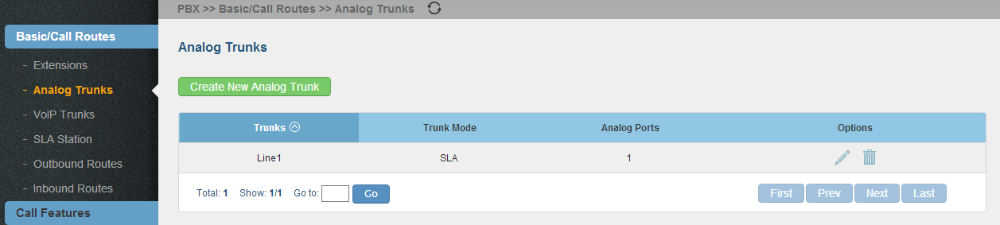 PBX >> Basic/Call Routes >> Analog Trunks
Basic/Call Routes
- Extensions
- Analog Trunks
- VoIP Trunks
- SLA Station
- Outbound Routes
- Inbound Routes
Call Features
Analog Trunks
Create New Analog Trunk
Trunks Trunk Mode Analog Ports Options
Line1 SLA 1
Total: 1 Show: 1/1 Go to: Go First Prev Next Last